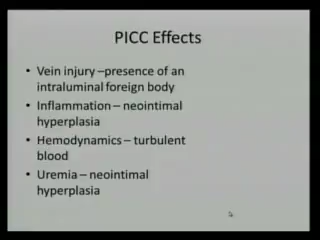 PICC Effects
• Vein injury –presence of an
intraluminal foreign body
• Inflammation – neointimal
hyperplasia
• Hemodynamics – turbulent
blood
• Uremia – neointimal
hyperplasia